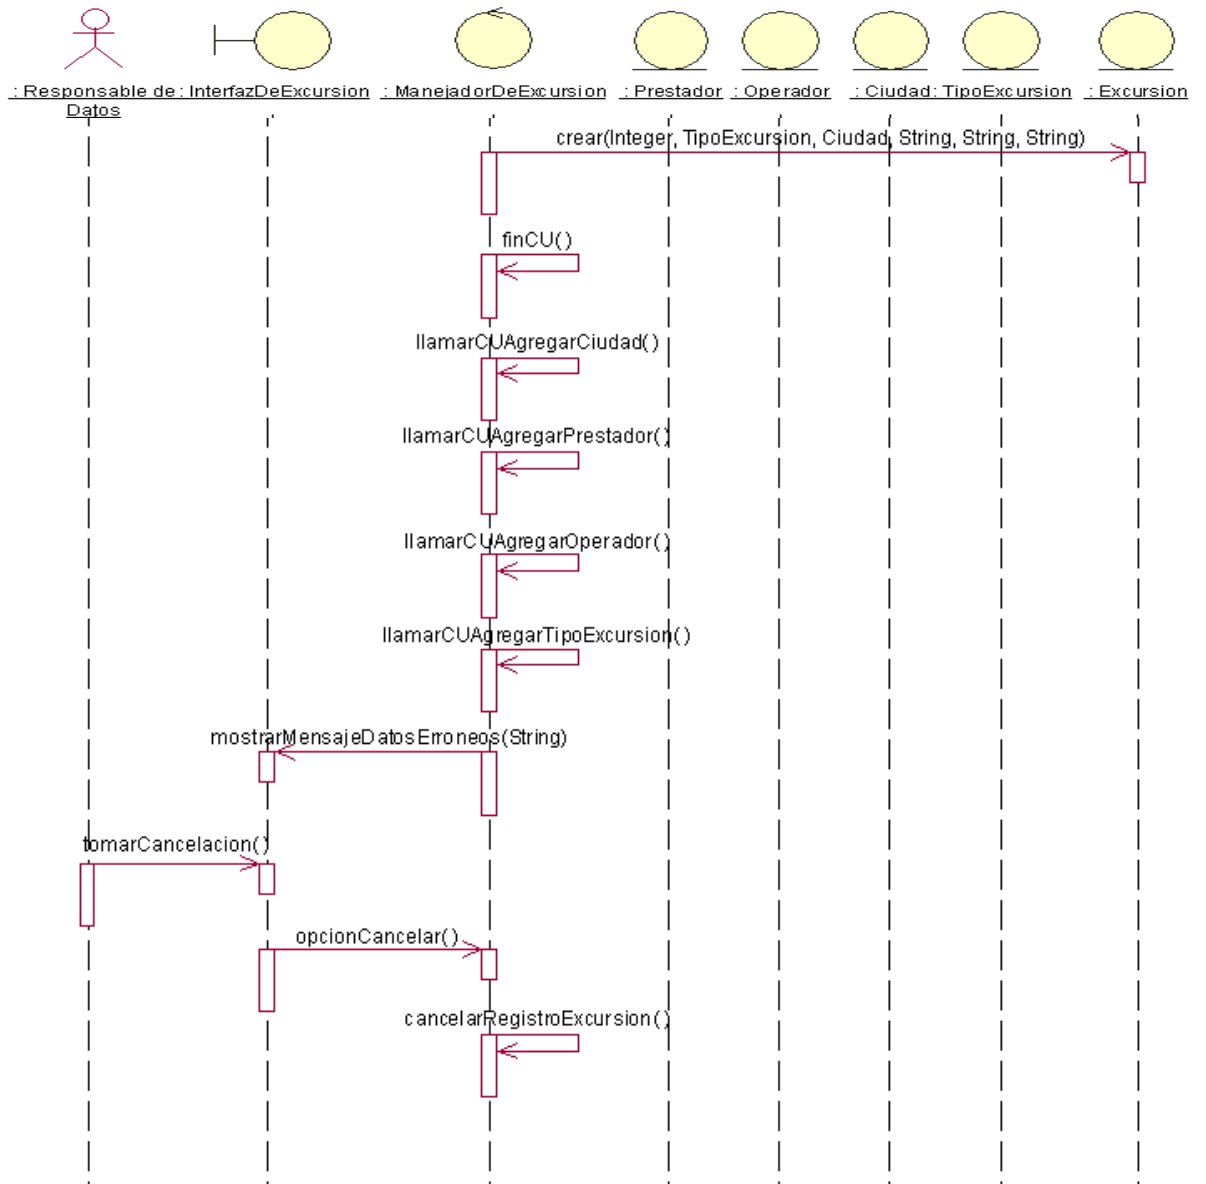 : Responsable de : InterfazDeExcursion : ManejadorDeExcursion : Prestador : Operador : Ciudad : TipoExcursion : Excursion
Datos
crear(Integer, TipoExcursion, Ciudad, String, String, String)
finCU()
llamarCUAgregarCiudad()
llamarCUAgregarPrestador()
llamarCUAgregarOperador()
llamarCUAgregarTipoExcursion()
mostrarMensajeDatosErroneos(String)
tomarCancelacion()
opcionCancelar()
cancelarRegistroExcursion()